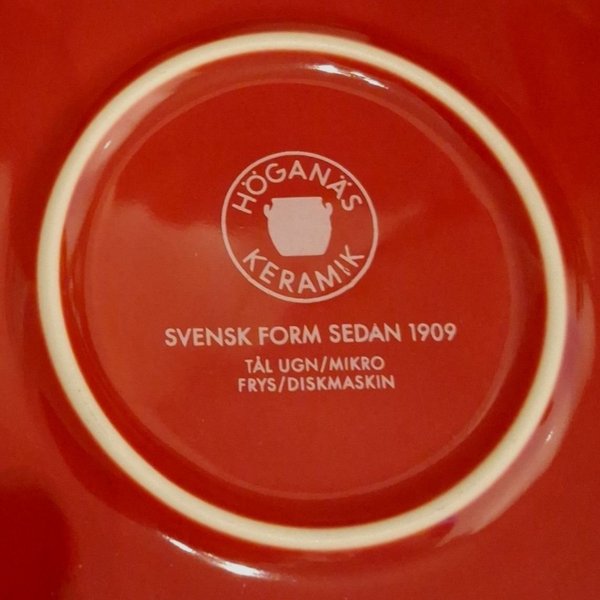 HÖGANÄS
KERAMIK
SVENSK FORM SEDAN 1909
TÅL UGN/MIKRO
FRYS/DISKMASKIN